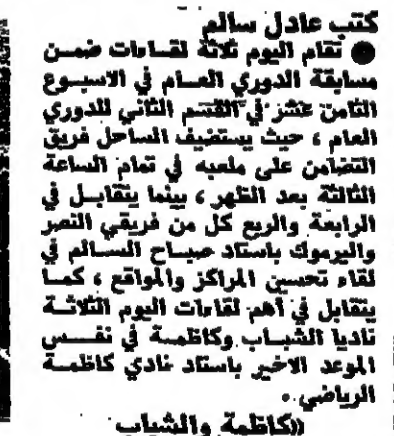 كتب عادل سالم
● تقام اليوم ثلاثة لقاءات ضمن
مسابقة الدوري العام في الاسبوع
الثامن عشر في القسم الثاني للدوري
العام ، حيث يستضيف الساحل فريق
التضامن على ملعبه في تمام الساعة
الثالثة بعد الظهر ، بينما يتقابل في
الرابعة والربع كل من فريقي النصر
واليرموك باستاد صباح السالم في
لقاء تحسين المراكز والمواقع ، كما
يتقابل في أهم لقاءات اليوم الثلاثة
ناديا الشباب وكاظمة في نفس
الموعد الاخير باستاد نادي كاظمة
الرياضي .
((كاظمة والشباب